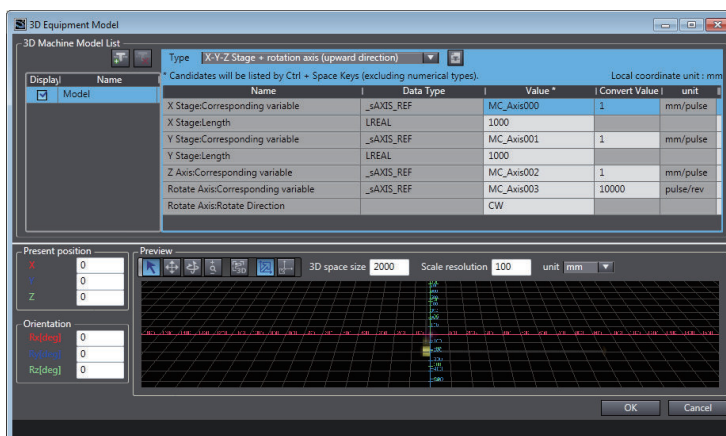 3D Equipment Model
3D Machine Model List
Type X-Y-Z Stage + rotation axis (upward direction)
* Candidates will be listed by Ctrl + Space Keys (excluding numerical types). Local coordinate unit : mm
Display Name
Model
Name Data Type Value * Convert Value unit
X Stage:Corresponding variable _sAXIS_REF MC_Axis000 1 mm/pulse
X Stage:Length LREAL 1000
Y Stage:Corresponding variable _sAXIS_REF MC_Axis001 1 mm/pulse
Y Stage:Length LREAL 1000
Z Axis:Corresponding variable _sAXIS_REF MC_Axis002 1 mm/pulse
Rotate Axis:Corresponding variable _sAXIS_REF MC_Axis003 10000 pulse/rev
Rotate Axis:Rotate Direction CW
Present position
X 0
0
Z 0
Orientation
Rx[deg] 0
0
Rz[deg] 0
Preview
3D space size 2000 Scale resolution 100 unit mm
OK Cancel